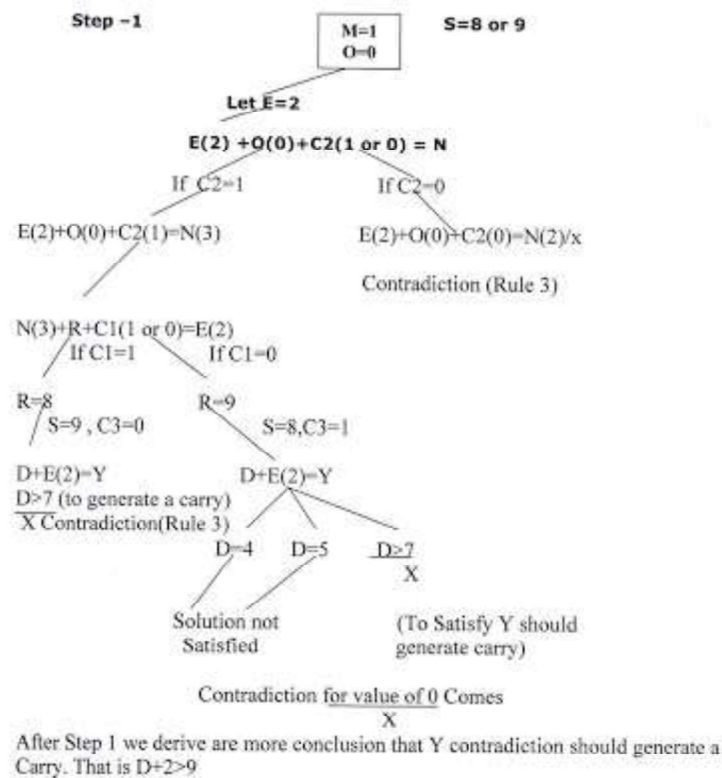 Step –1
M=1
O=0
S=8 or 9
Let E=2
E(2) +O(0)+C2(1 or 0) = N
If C2=1
If C2=0
E(2)+O(0)+C2(1)=N(3)
E(2)+O(0)+C2(0)=N(2)/x
Contradiction (Rule 3)
N(3)+R+C1(1 or 0)=E(2)
If C1=1
If C1=0
R=8
R=9
S=9 , C3=0
S=8,C3=1
D+E(2)=Y
D>7 (to generate a carry)
X Contradiction(Rule 3)
D+E(2)=Y
D=4
D=5
D>7
X
Solution not
Satisfied
(To Satisfy Y should
generate carry)
Contradiction for value of 0 Comes
X
After Step 1 we derive are more conclusion that Y contradiction should generate a
Carry. That is D+2>9